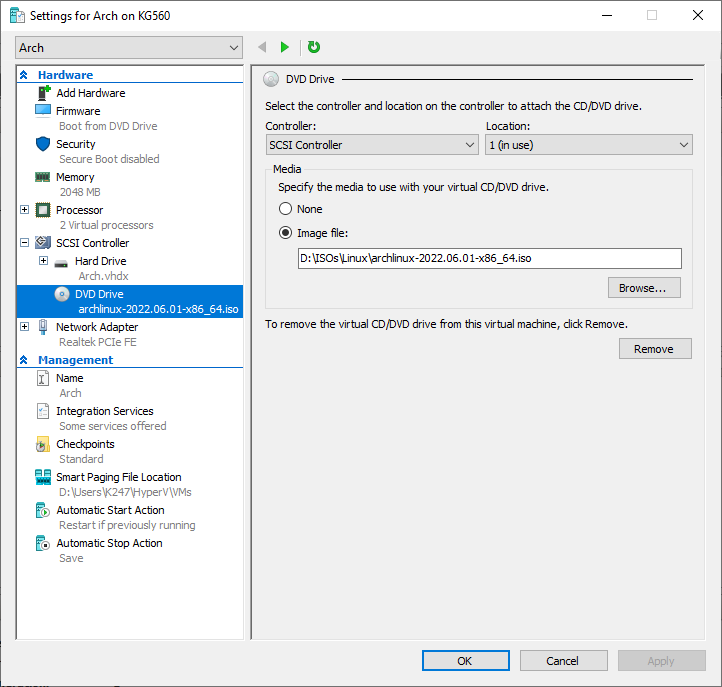 Settings for Arch on KG560
Arch
Hardware
Add Hardware
Firmware
Boot from DVD Drive
Security
Secure Boot disabled
Memory
2048 MB
Processor
2 Virtual processors
SCSI Controller
Hard Drive
Arch.vhdx
DVD Drive
archlinux-2022.06.01-x86_64.iso
Network Adapter
Realtek PCIe FE
Management
Name
Arch
Integration Services
Some services offered
Checkpoints
Standard
Smart Paging File Location
D:\Users\K247\HyperV\VMs
Automatic Start Action
Restart if previously running
Automatic Stop Action
Save
DVD Drive
Select the controller and location on the controller to attach the CD/DVD drive.
Controller: Location:
SCSI Controller 1 (in use)
Media
Specify the media to use with your virtual CD/DVD drive.
None
Image file:
D:\ISOs\Linux\archlinux-2022.06.01-x86_64.iso
Browse...
To remove the virtual CD/DVD drive from this virtual machine, click Remove.
Remove
OK Cancel Apply